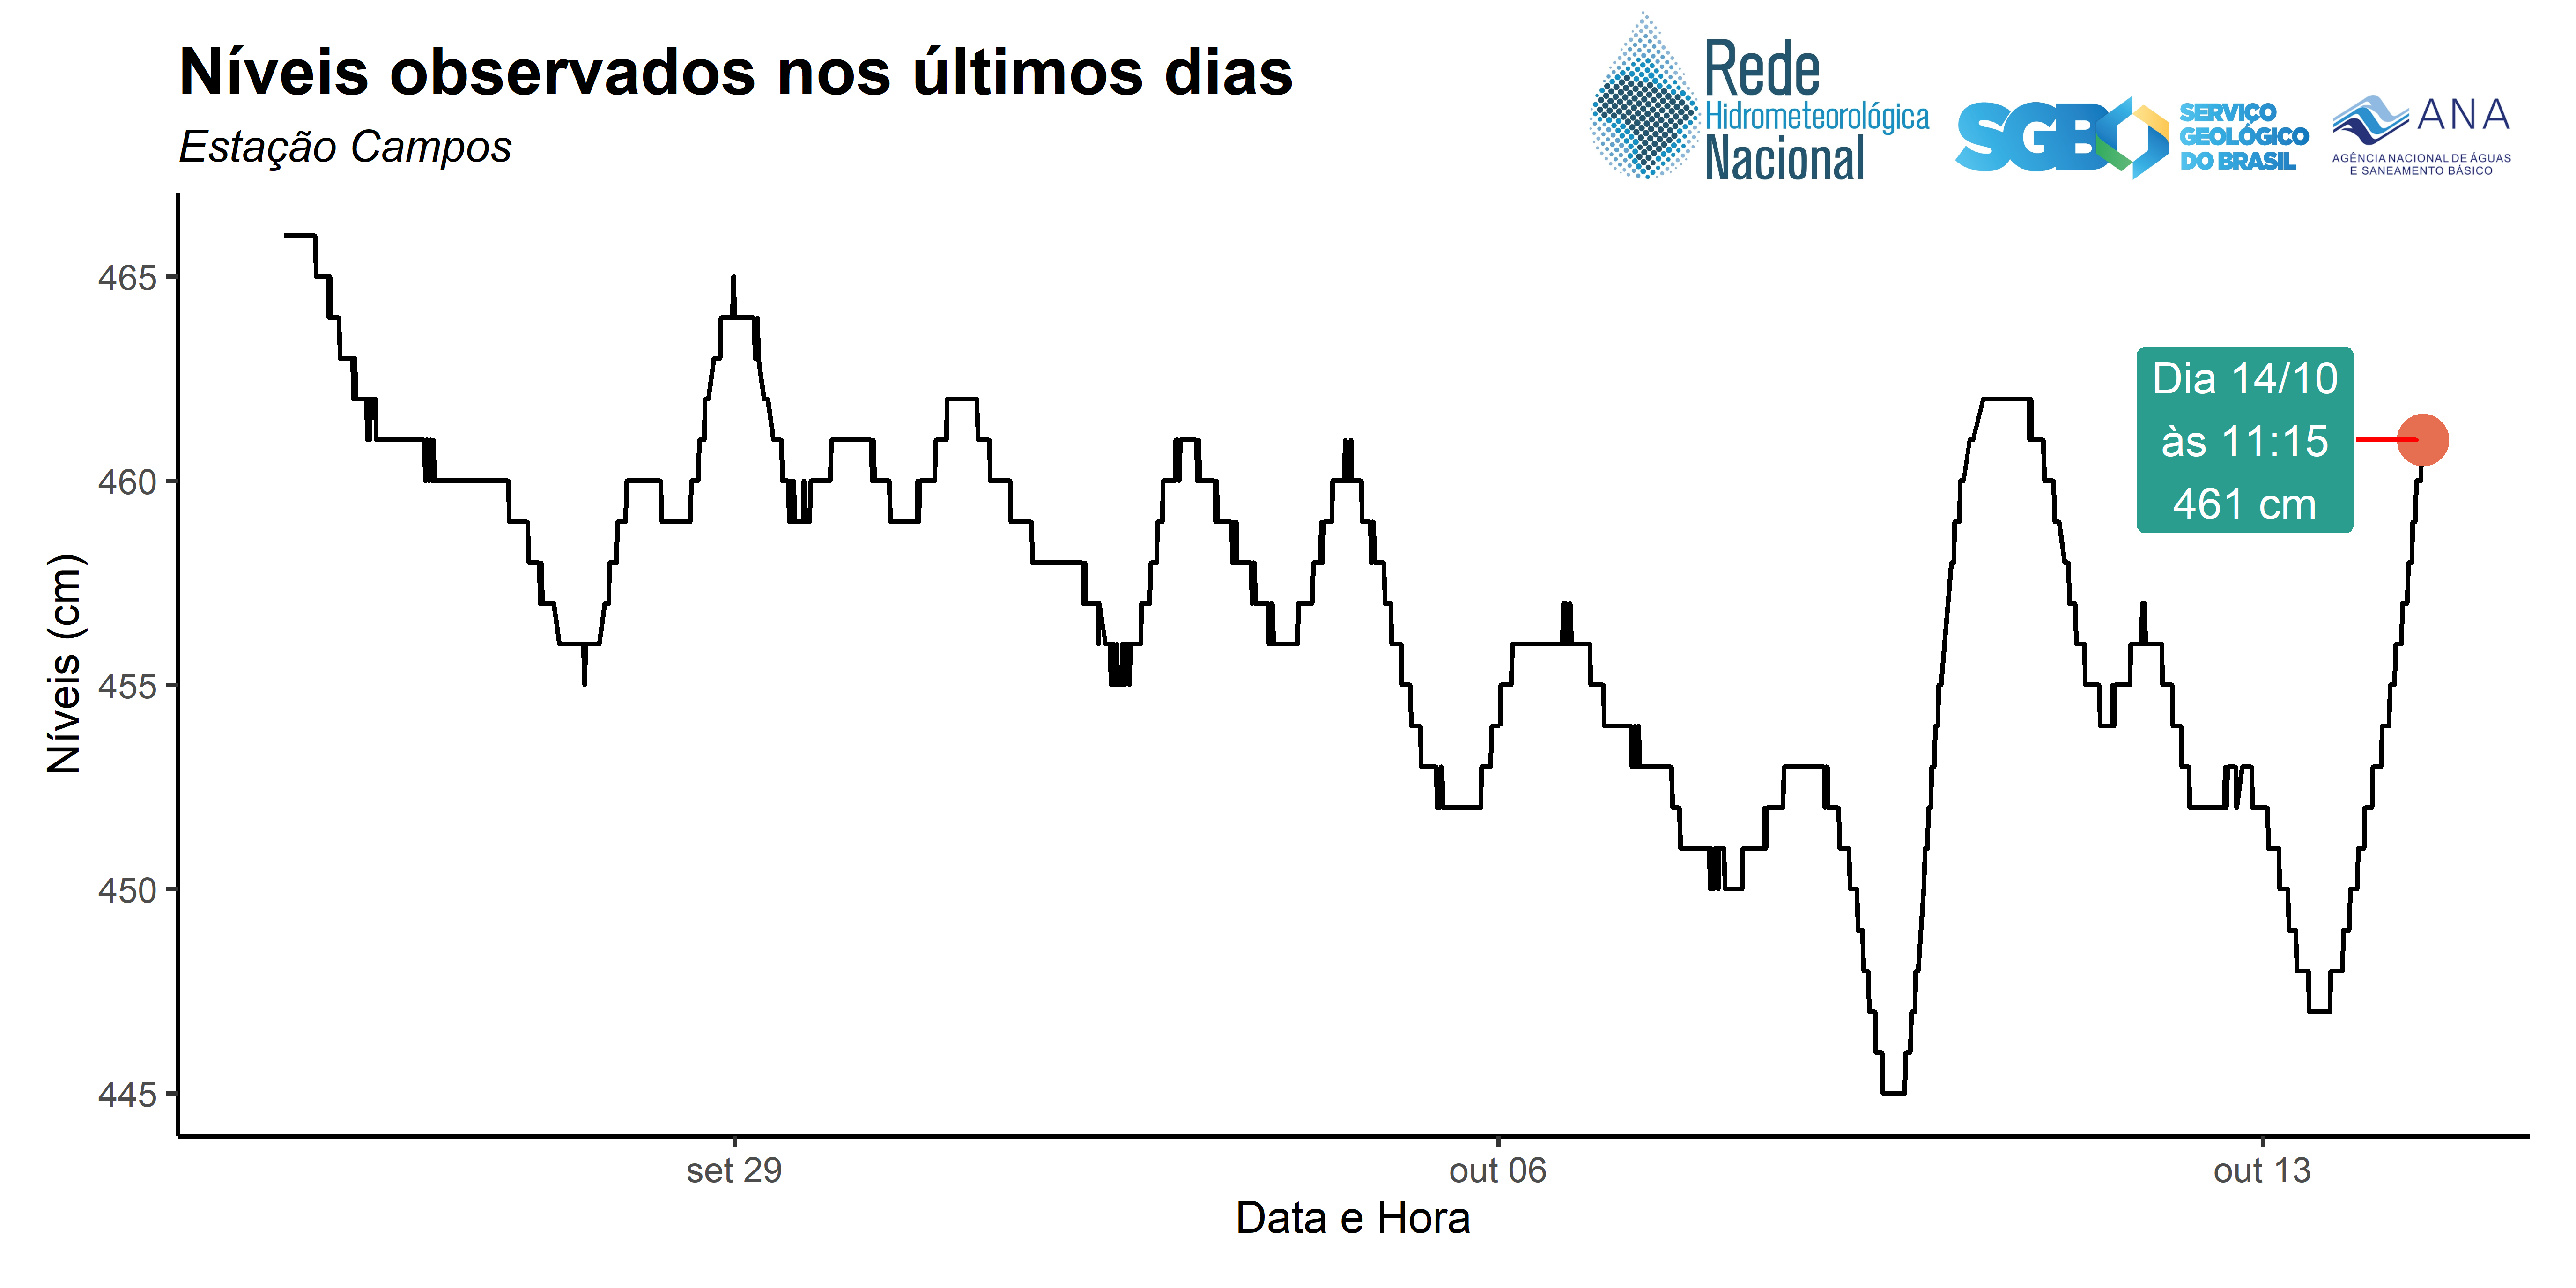 Níveis observados nos últimos dias
Estação Campos
Rede
Hidrometeorológica
Nacional
SGB
SERVIÇO
GEOLÓGICO
DO BRASIL
ANA
AGÊNCIA NACIONAL DE ÁGUAS
E SANEAMENTO BÁSICO
Níveis (cm)
465
460
455
450
445
Dia 14/10
às 11:15
461 cm
set 29
out 06
out 13
Data e Hora